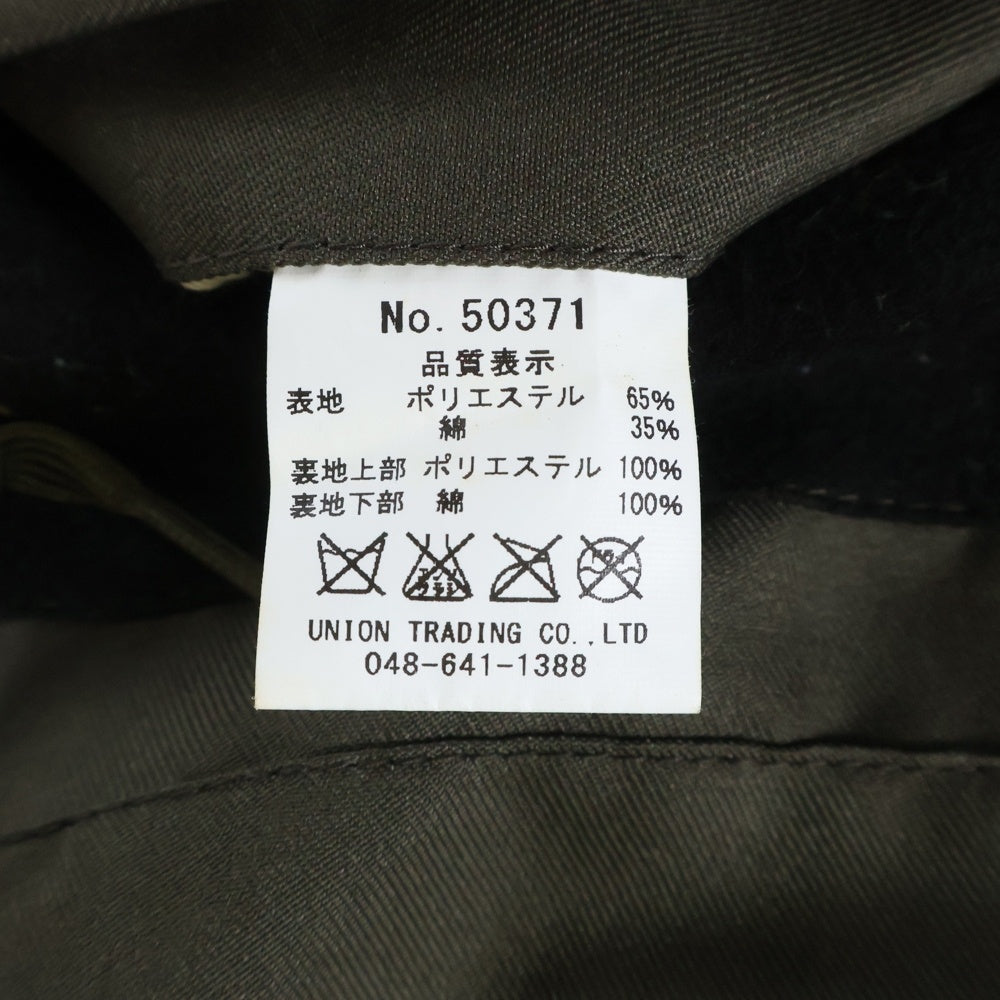 No. 50371
品質表示
表地 ポリエステル 65%
綿 35%
裏地上部 ポリエステル 100%
裏地下部 綿 100%
UNION TRADING CO.,LTD
048-641-1388